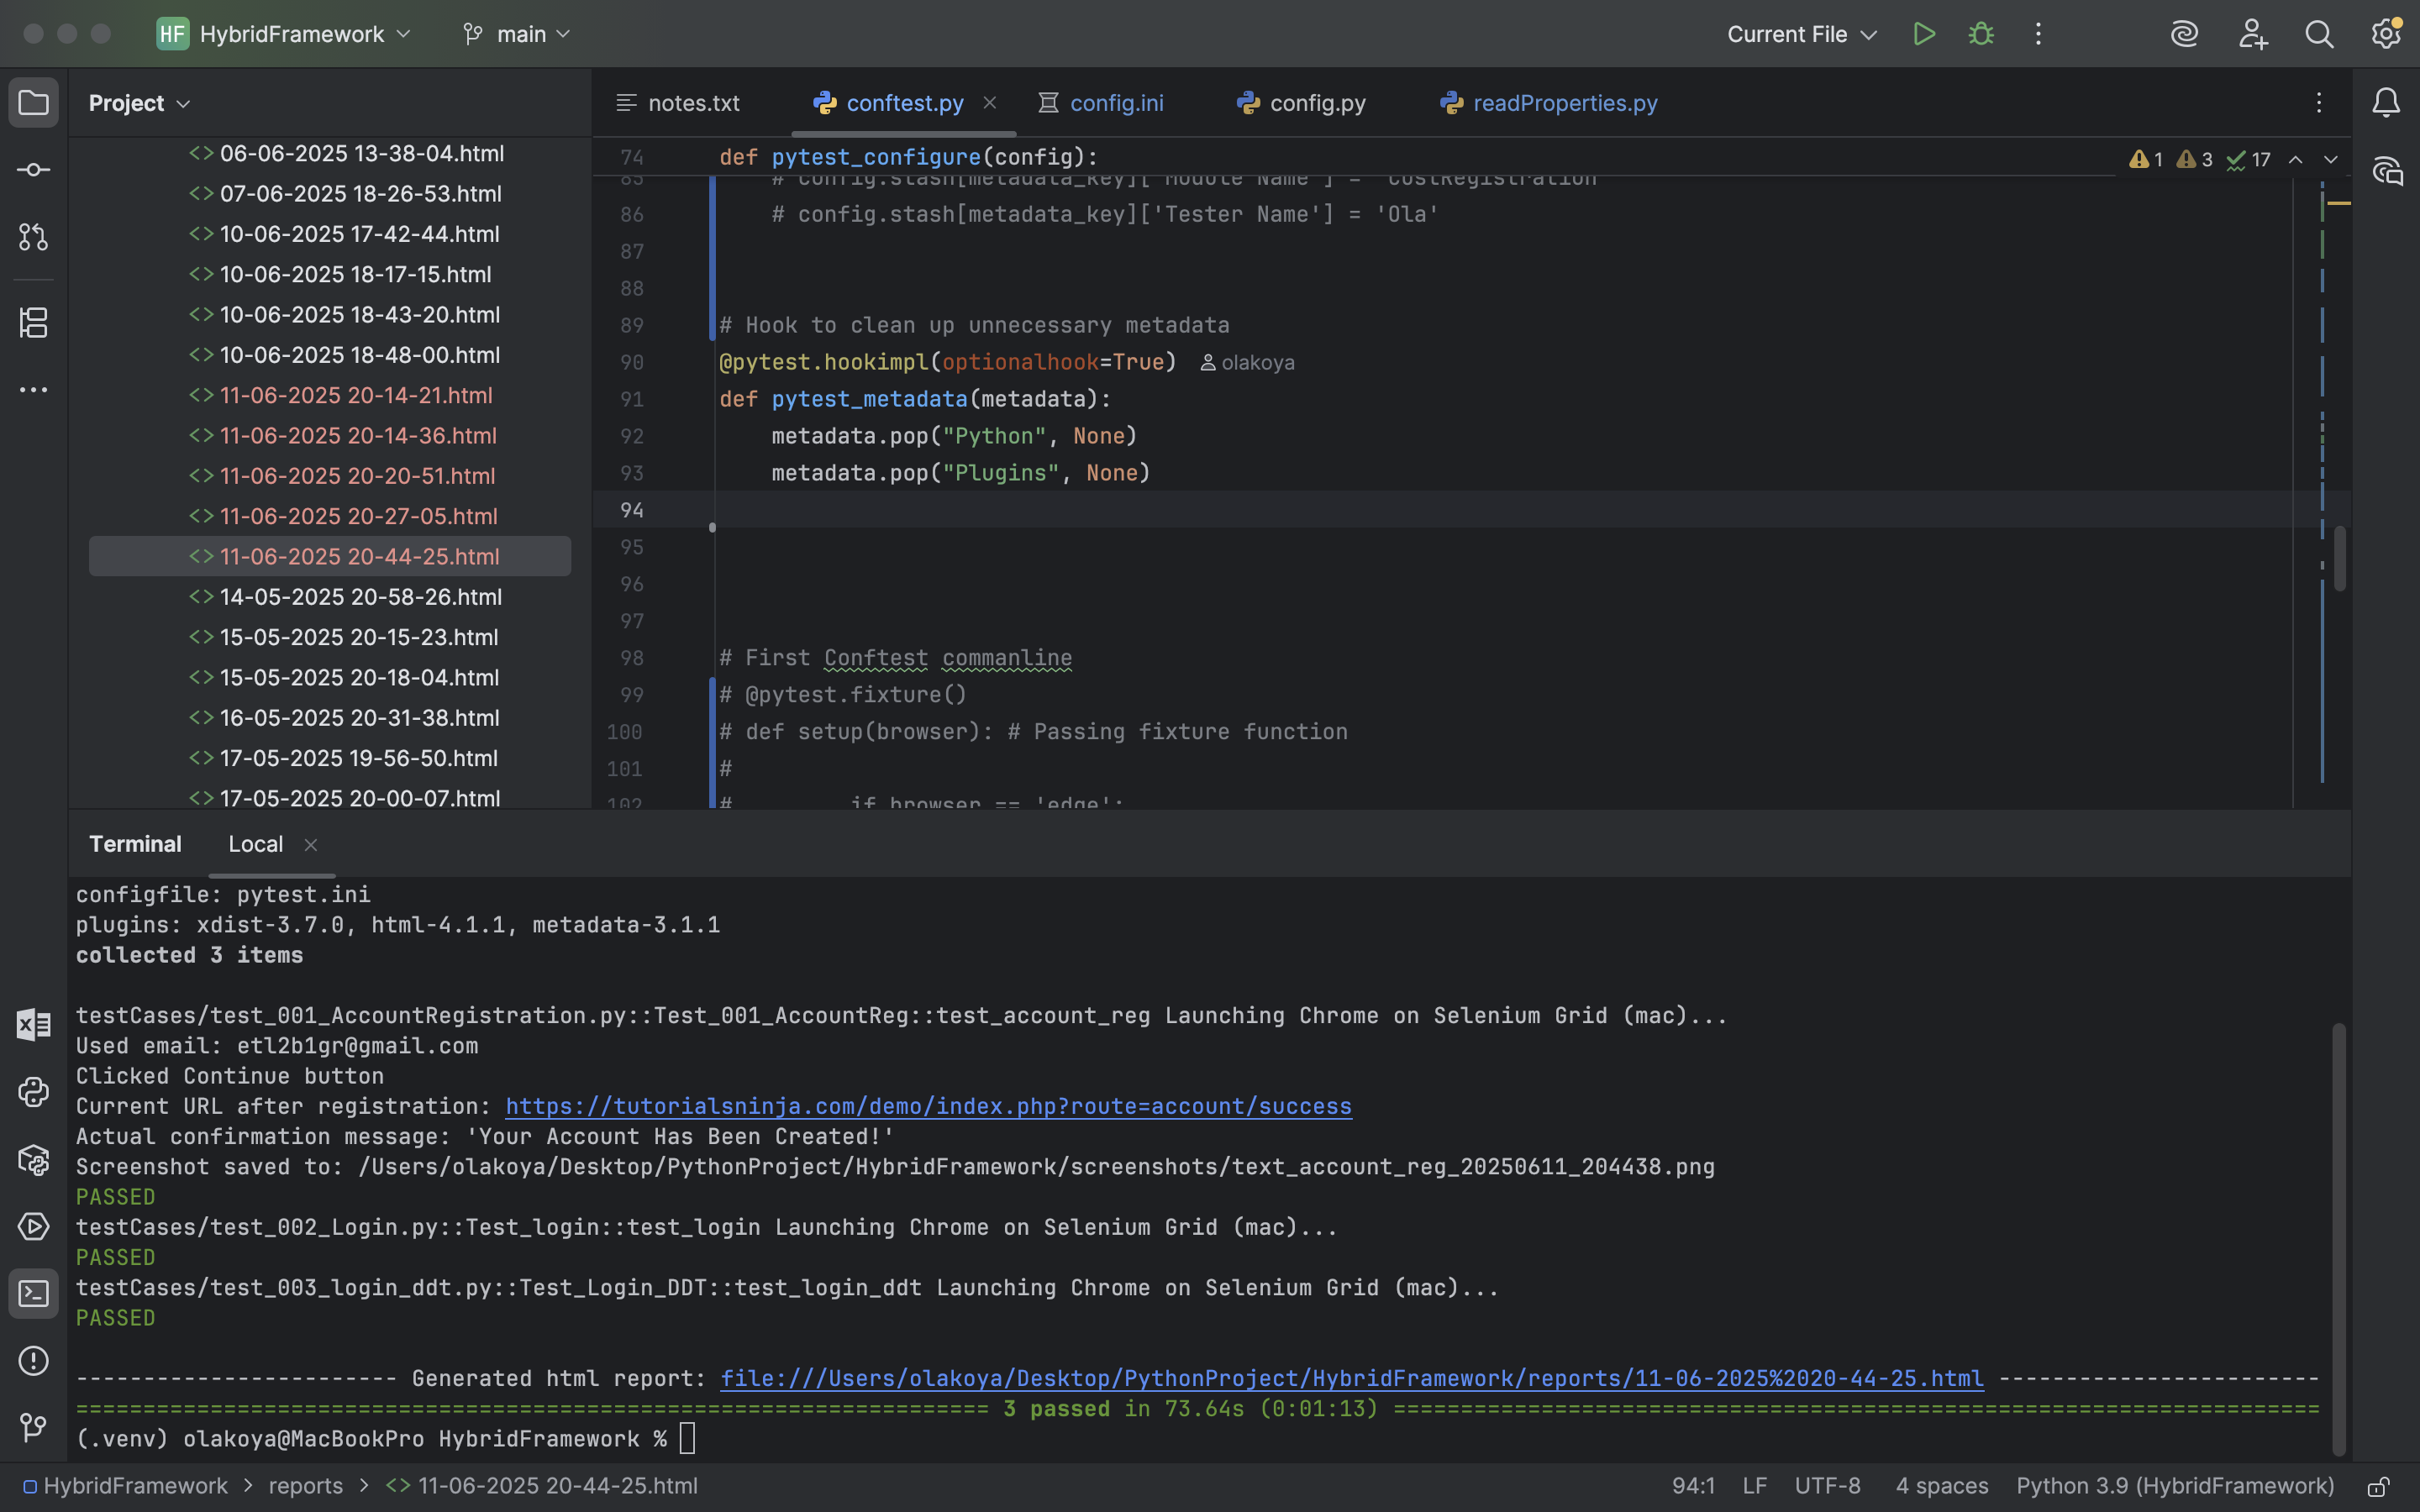 HF HybridFramework main Current File
Project
notes.txt conftest.py config.ini config.py readProperties.py
06-06-2025 13-38-04.html
07-06-2025 18-26-53.html
10-06-2025 17-42-44.html
10-06-2025 18-17-15.html
10-06-2025 18-43-20.html
10-06-2025 18-48-00.html
11-06-2025 20-14-21.html
11-06-2025 20-14-36.html
11-06-2025 20-20-51.html
11-06-2025 20-27-05.html
11-06-2025 20-44-25.html
14-05-2025 20-58-26.html
15-05-2025 20-15-23.html
15-05-2025 20-18-04.html
16-05-2025 20-31-38.html
17-05-2025 19-56-50.html
17-05-2025 20-00-07.html
74 def pytest_configure(config):
1 3 17
85 # config.stash[metadata_key]['Module Name'] = 'CustRegistration
86 # config.stash[metadata_key]['Tester Name'] = 'Ola'
87
88
89 # Hook to clean up unnecessary metadata
90 @pytest.hookimpl(optionalhook=True) olakoya
91 def pytest_metadata(metadata):
92 metadata.pop("Python", None)
93 metadata.pop("Plugins", None)
94
95
96
97
98 # First Conftest commanline
99 # @pytest.fixture()
100 # def setup(browser): # Passing fixture function
101 #
102 # if browser == 'edge':
Terminal Local
configfile: pytest.ini
plugins: xdist-3.7.0, html-4.1.1, metadata-3.1.1
collected 3 items
testCases/test_001_AccountRegistration.py::Test_001_AccountReg::test_account_reg Launching Chrome on Selenium Grid (mac)...
Used email: etl2b1gr@gmail.com
Clicked Continue button
Current URL after registration: https://tutorialsninja.com/demo/index.php?route=account/success
Actual confirmation message: 'Your Account Has Been Created!'
Screenshot saved to: /Users/olakoya/Desktop/PythonProject/HybridFramework/screenshots/text_account_reg_20250611_204438.png
PASSED
testCases/test_002_Login.py::Test_login::test_login Launching Chrome on Selenium Grid (mac)...
PASSED
testCases/test_003_login_ddt.py::Test_Login_DDT::test_login_ddt Launching Chrome on Selenium Grid (mac)...
PASSED
------------------------ Generated html report: file:///Users/olakoya/Desktop/PythonProject/HybridFramework/reports/11-06-2025%2020-44-25.html ------------------------
==================================================================== 3 passed in 73.64s (0:01:13) =====================================================================
(.venv) olakoya@MacBookPro HybridFramework %
HybridFramework > reports > 11-06-2025 20-44-25.html 94:1 LF UTF-8 4 spaces Python 3.9 (HybridFramework)